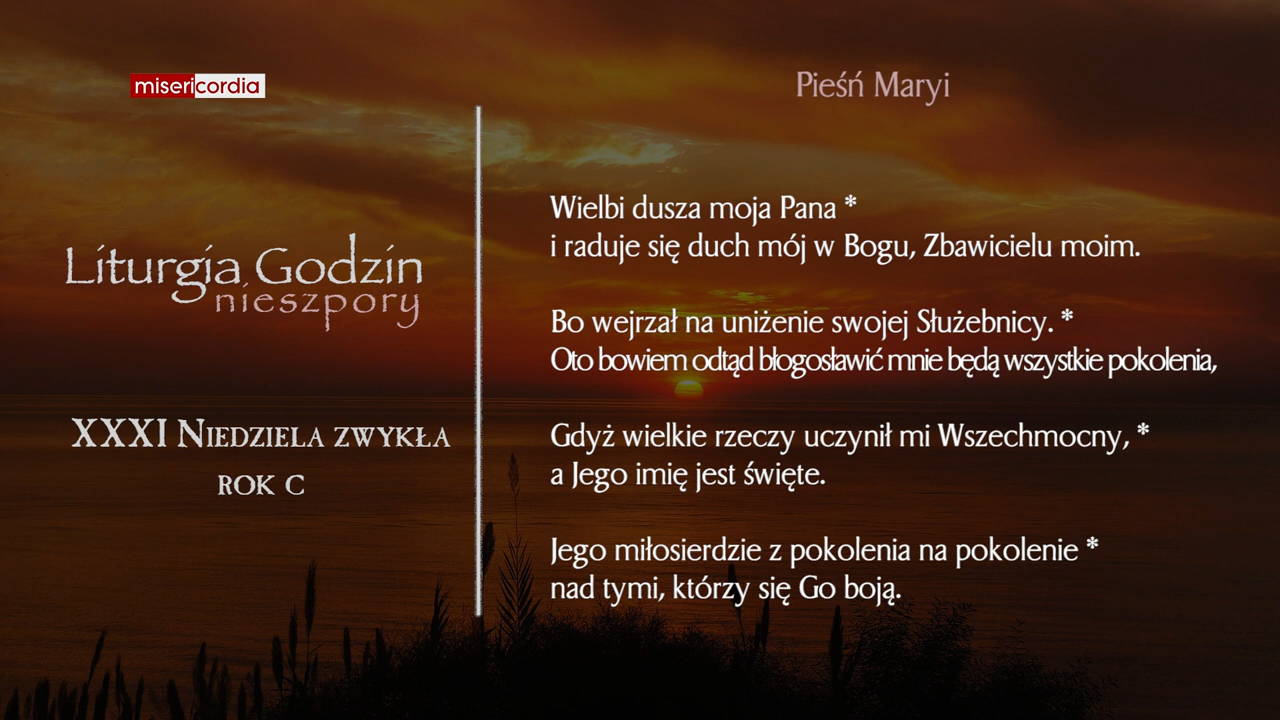 misericordia
Liturgia Godzin
nieszpory
XXXI Niedziela zwykła
rok C
Pieśń Maryi
Wielbi dusza moja Pana *
i raduje się duch mój w Bogu, Zbawicielu moim.
Bo wejrzał na uniżenie swojej Służebnicy. *
Oto bowiem odtąd błogosławić mnie będą wszystkie pokolenia,
Gdyż wielkie rzeczy uczynił mi Wszechmocny, *
a Jego imię jest święte.
Jego miłosierdzie z pokolenia na pokolenie *
nad tymi, którzy się Go boją.